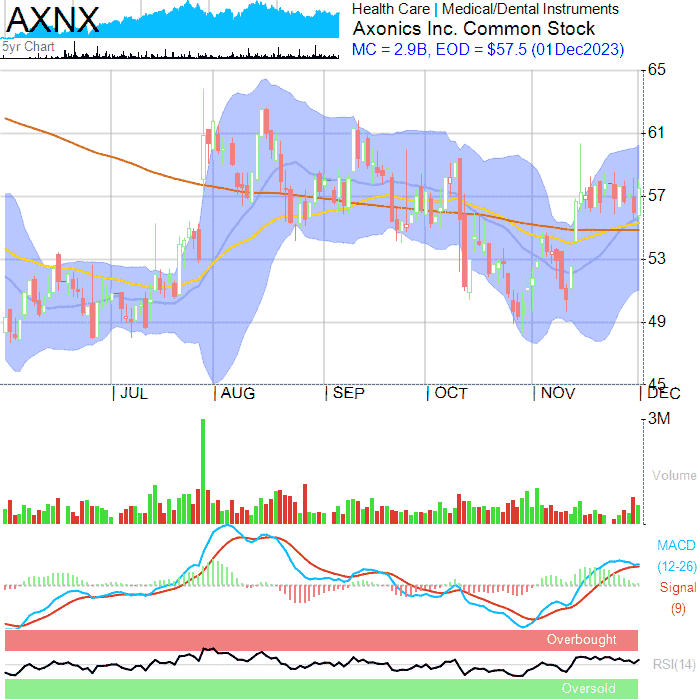 AXNX
5yr Chart
Health Care | Medical/Dental Instruments
Axonics Inc. Common Stock
MC = 2.9B, EOD = $57.5 (01Dec2023)
65
61
57
53
49
45
JUL
AUG
SEP
OCT
NOV
DEC
3M
Volume
MACD
(12-26)
Signal
(9)
Overbought
RSI(14)
Oversold